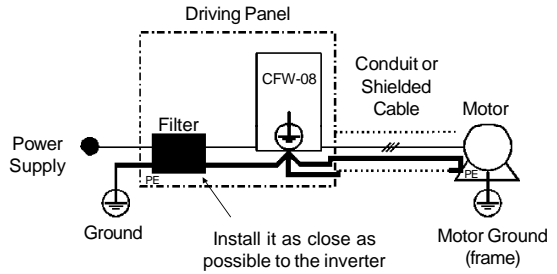 Driving Panel
CFW-08
Conduit or
Shielded
Cable
Motor
Filter
Power
Supply
PE
PE
Ground
Install it as close as
possible to the inverter
Motor Ground
(frame)